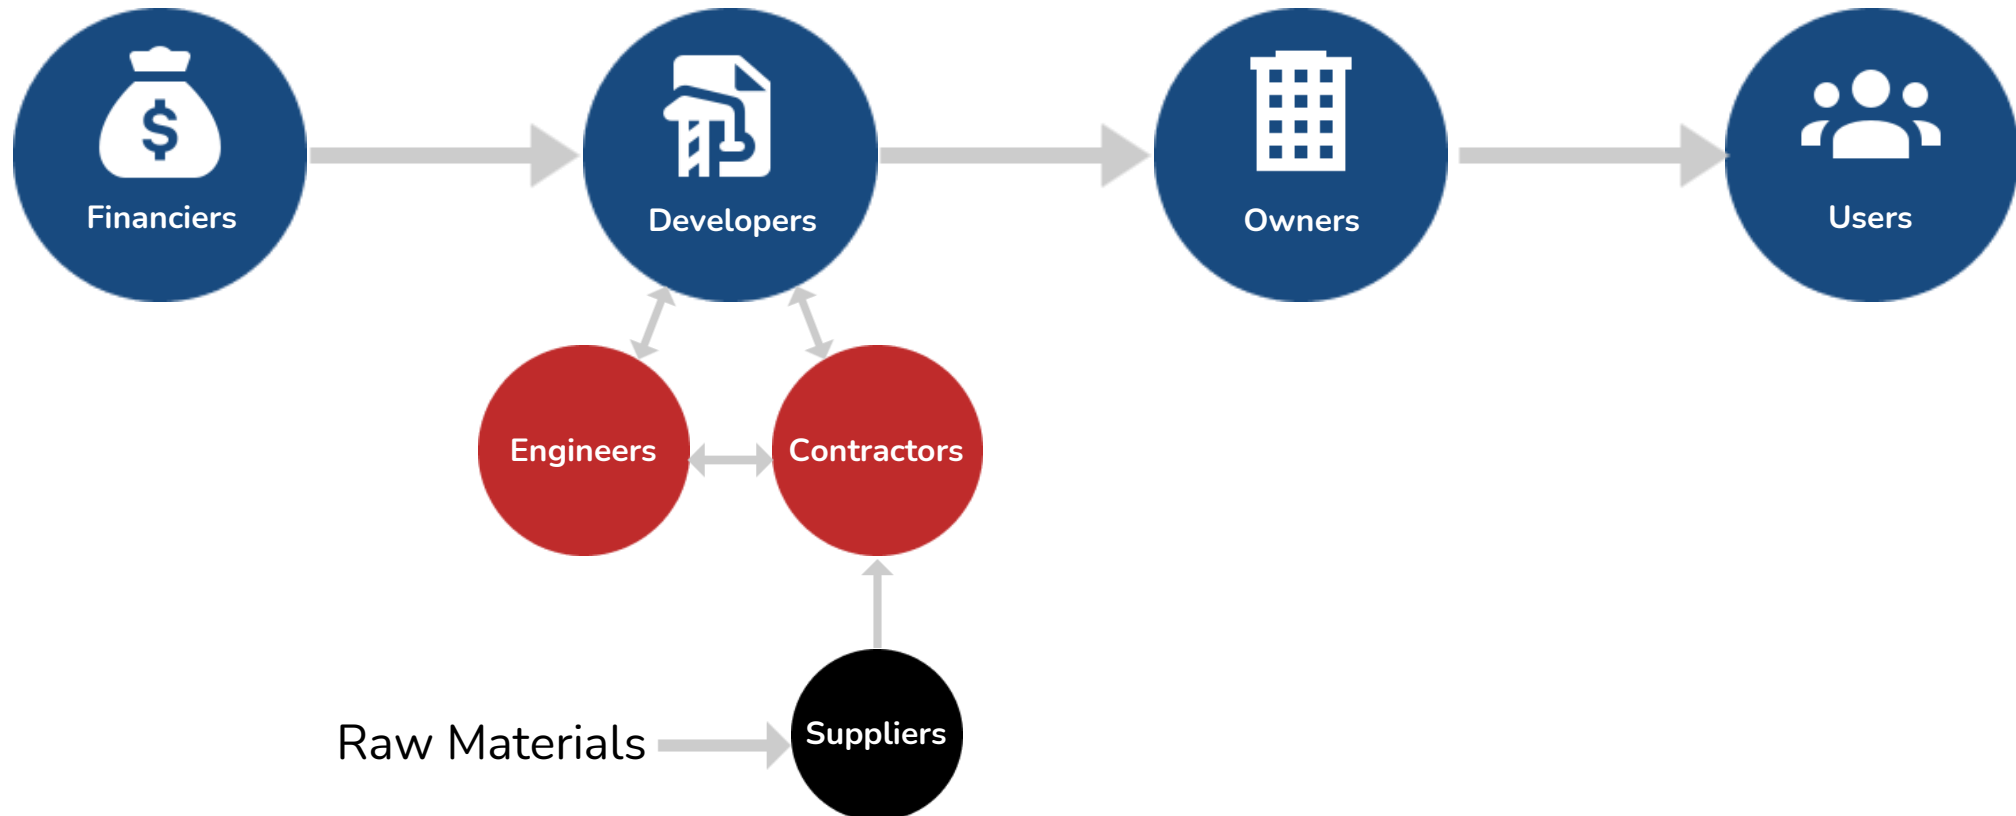 $
Financiers
Developers
Owners
Users
Engineers
Contractors
Raw Materials
Suppliers